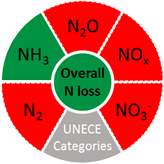 N₂O
NH₃
NOₓ
Overall
N loss
N₂
NO₃⁻
UNECE
Categories